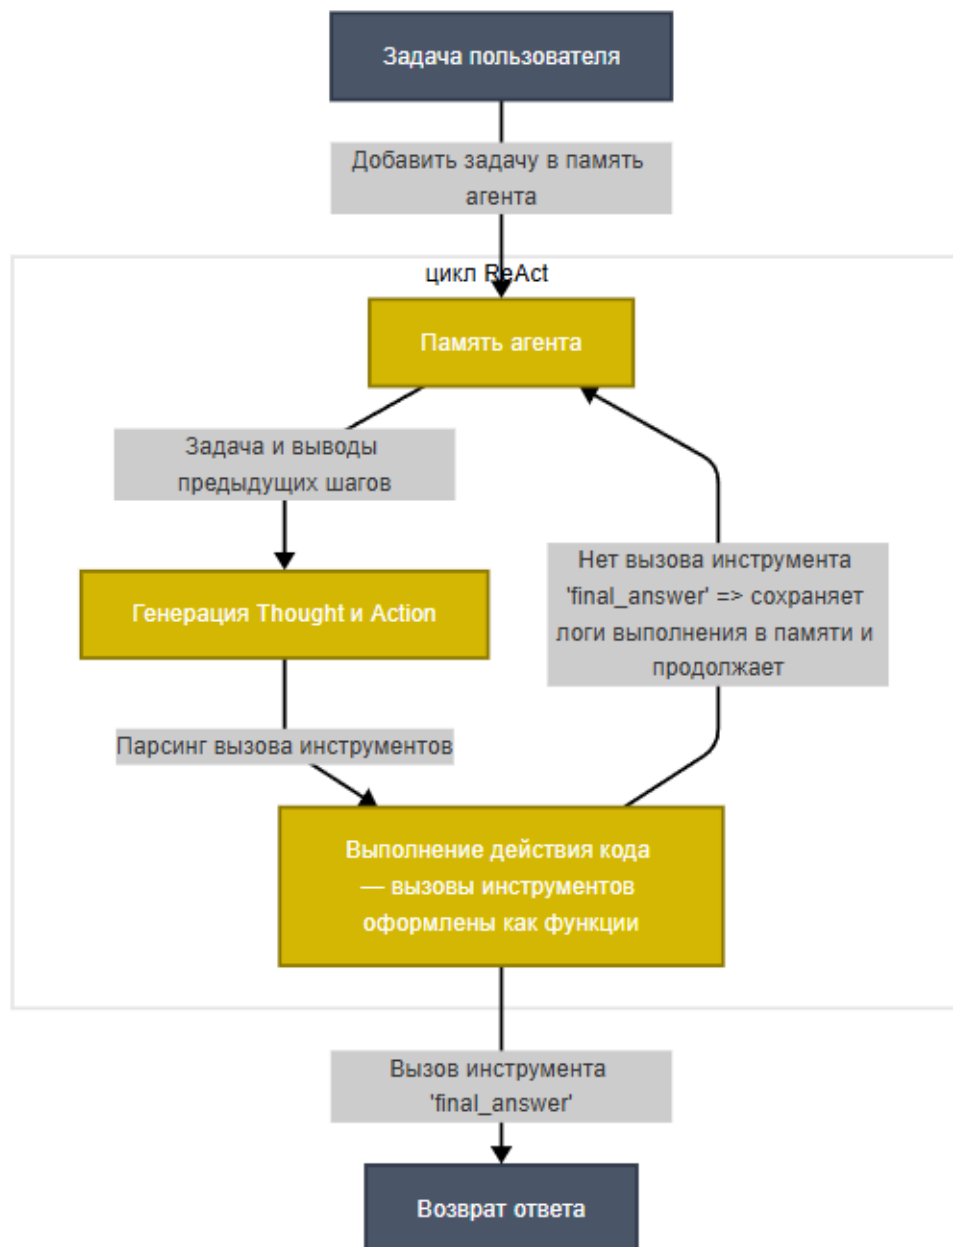 Задача пользователя
Добавить задачу в память
агента
цикл ReAct
Память агента
Задача и выводы
предыдущих шагов
Нет вызова инструмента
'final_answer' => сохраняет
логи выполнения в памяти и
продолжает
Генерация Thought и Action
Парсинг вызова инструментов
Выполнение действия кода
— вызовы инструментов
оформлены как функции
Вызов инструмента
'final_answer'
Возврат ответа